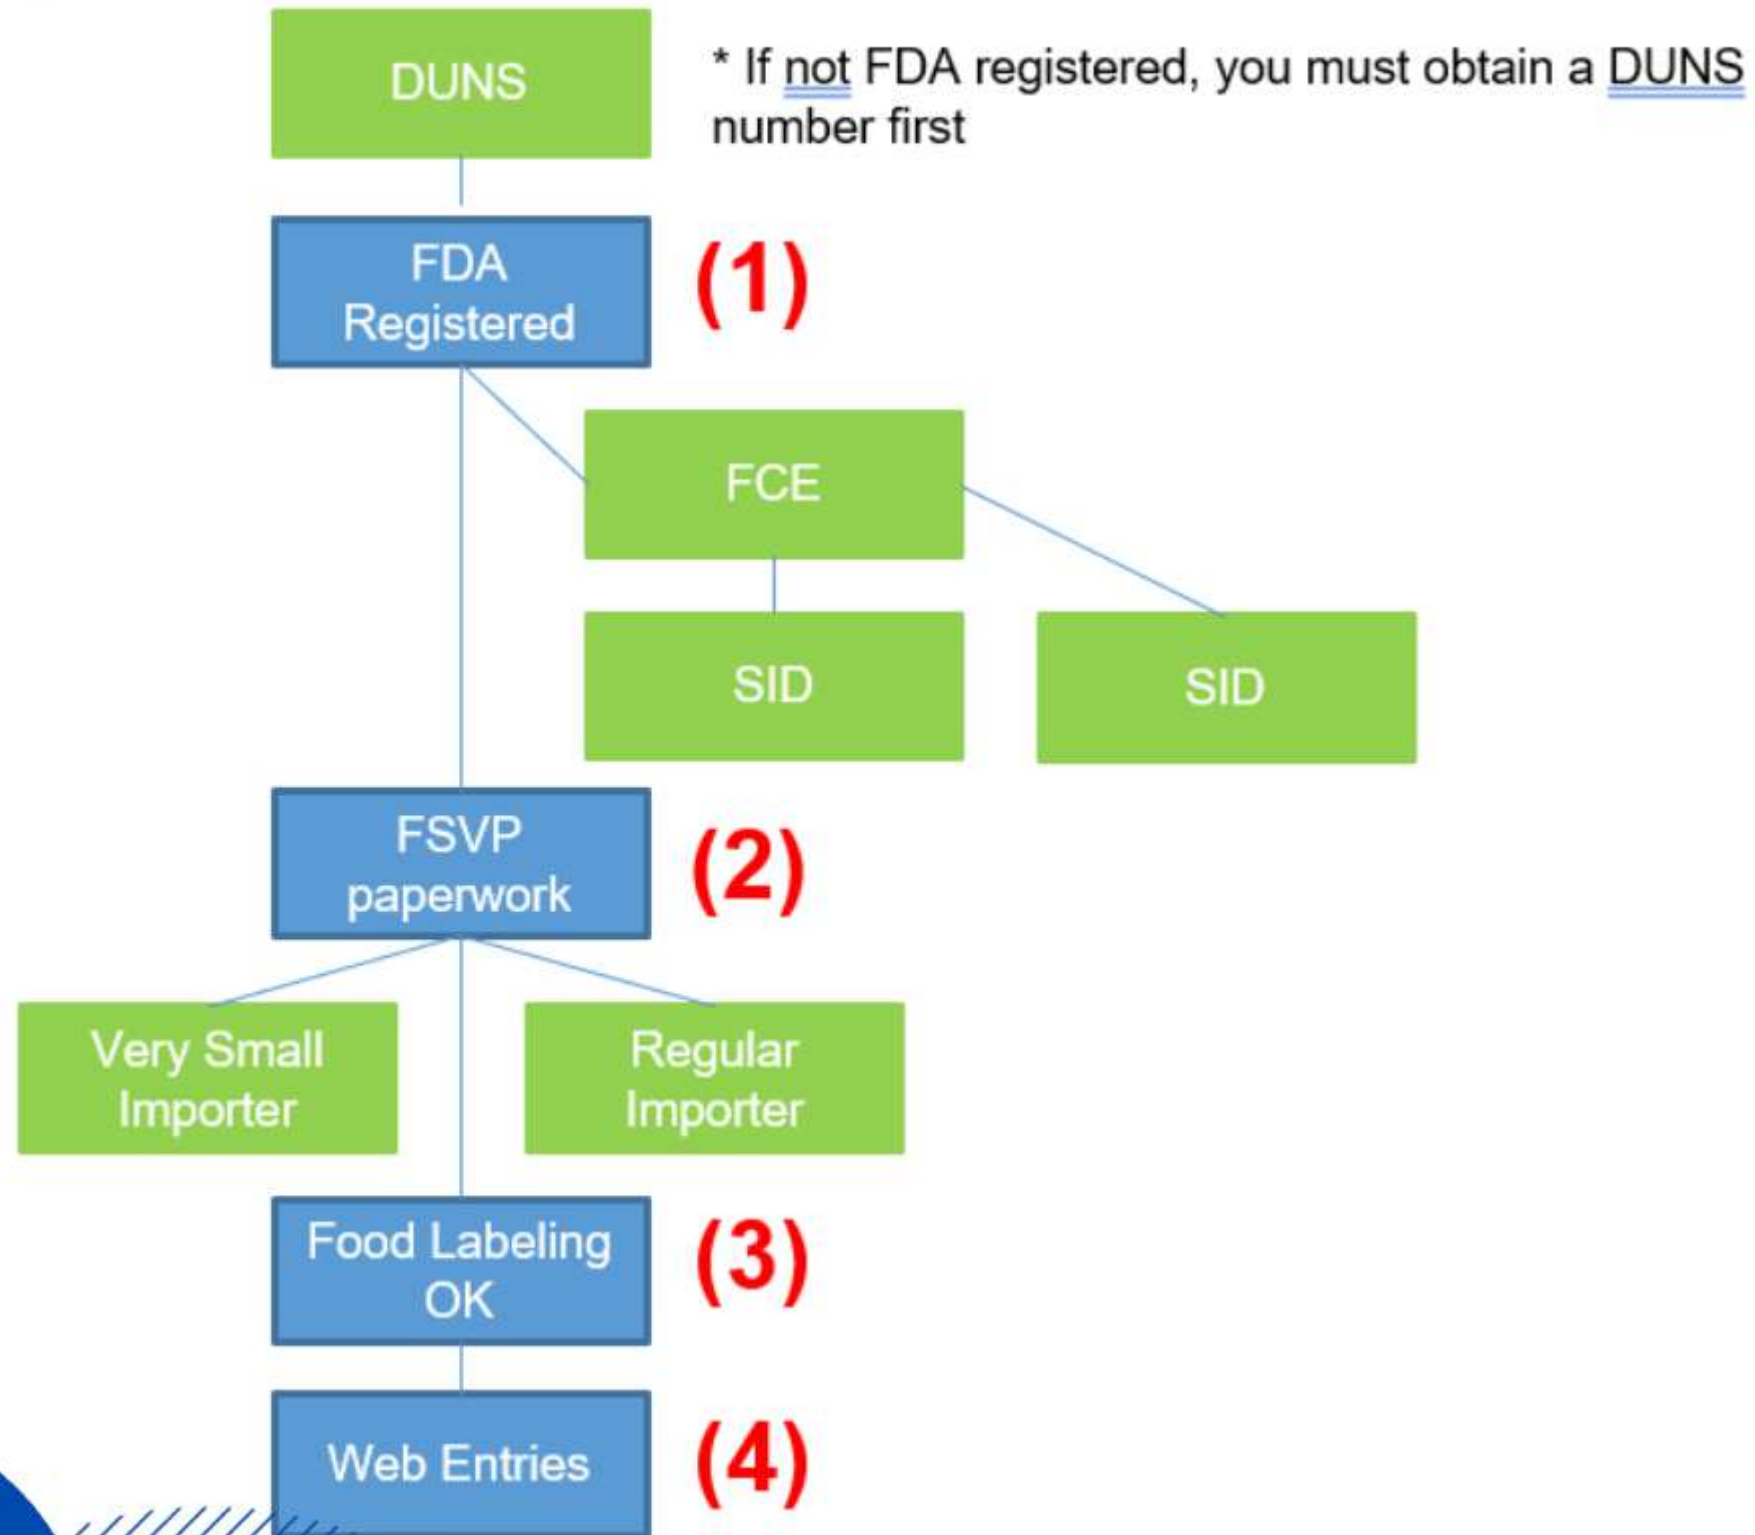 DUNS
* If not FDA registered, you must obtain a DUNS
number first
FDA
Registered
(1)
FCE
SID
SID
FSVP
paperwork
(2)
Very Small
Importer
Regular
Importer
Food Labeling
OK
(3)
Web Entries
(4)